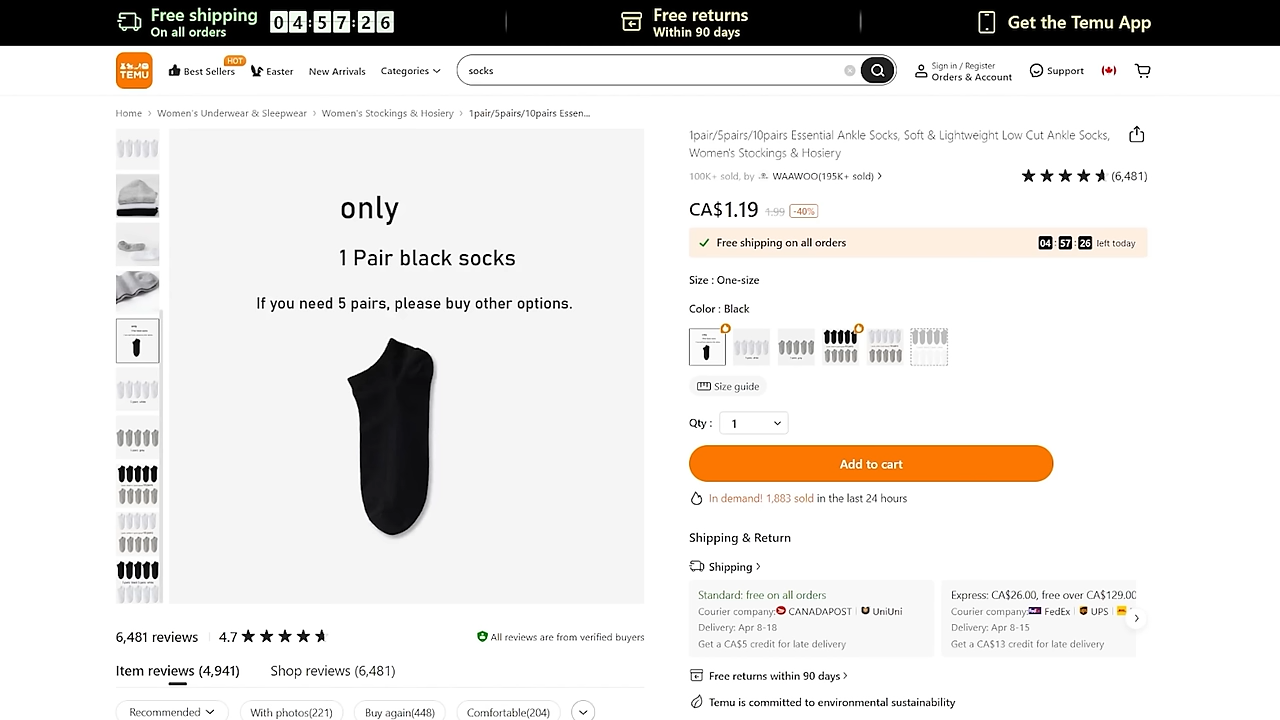 Free shipping
On all orders
04:57:26
Free returns
Within 90 days
Get the Temu App
TEMU
Best Sellers
HOT
Easter
New Arrivals
Categories
socks
Sign in / Register
Orders & Account
Support
Home > Women's Underwear & Sleepwear > Women's Stockings & Hosiery > 1pair/5pairs/10pairs Essen...
only
1 Pair black socks
If you need 5 pairs, please buy other options.
1pair/5pairs/10pairs Essential Ankle Socks, Soft & Lightweight Low Cut Ankle Socks,
Women's Stockings & Hosiery
100K+ sold, by WAAWOO(195K+ sold) >
(6,481)
CA$1.19 1.99 -40%
Free shipping on all orders
04:57:26 left today
Size : One-size
Color : Black
Size guide
Qty : 1
Add to cart
In demand! 1,883 sold in the last 24 hours
Shipping & Return
Shipping >
Standard: free on all orders
Courier company: CANADAPOST | UniUni
Delivery: Apr 8-18
Get a CA$5 credit for late delivery
Express: CA$26.00, free over CA$129.00
Courier company: FedEx | UPS |
Delivery: Apr 8-15
Get a CA$13 credit for late delivery
Free returns within 90 days >
Temu is committed to environmental sustainability
6,481 reviews
4.7
All reviews are from verified buyers
Item reviews (4,941)
Shop reviews (6,481)
Recommended
With photos(221)
Buy again(448)
Comfortable(204)